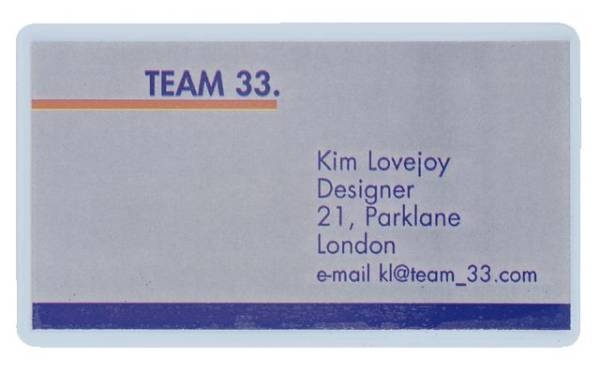 TEAM 33.
Kim Lovejoy
Designer
21, Parklane
London
e-mail kl@team_33.com